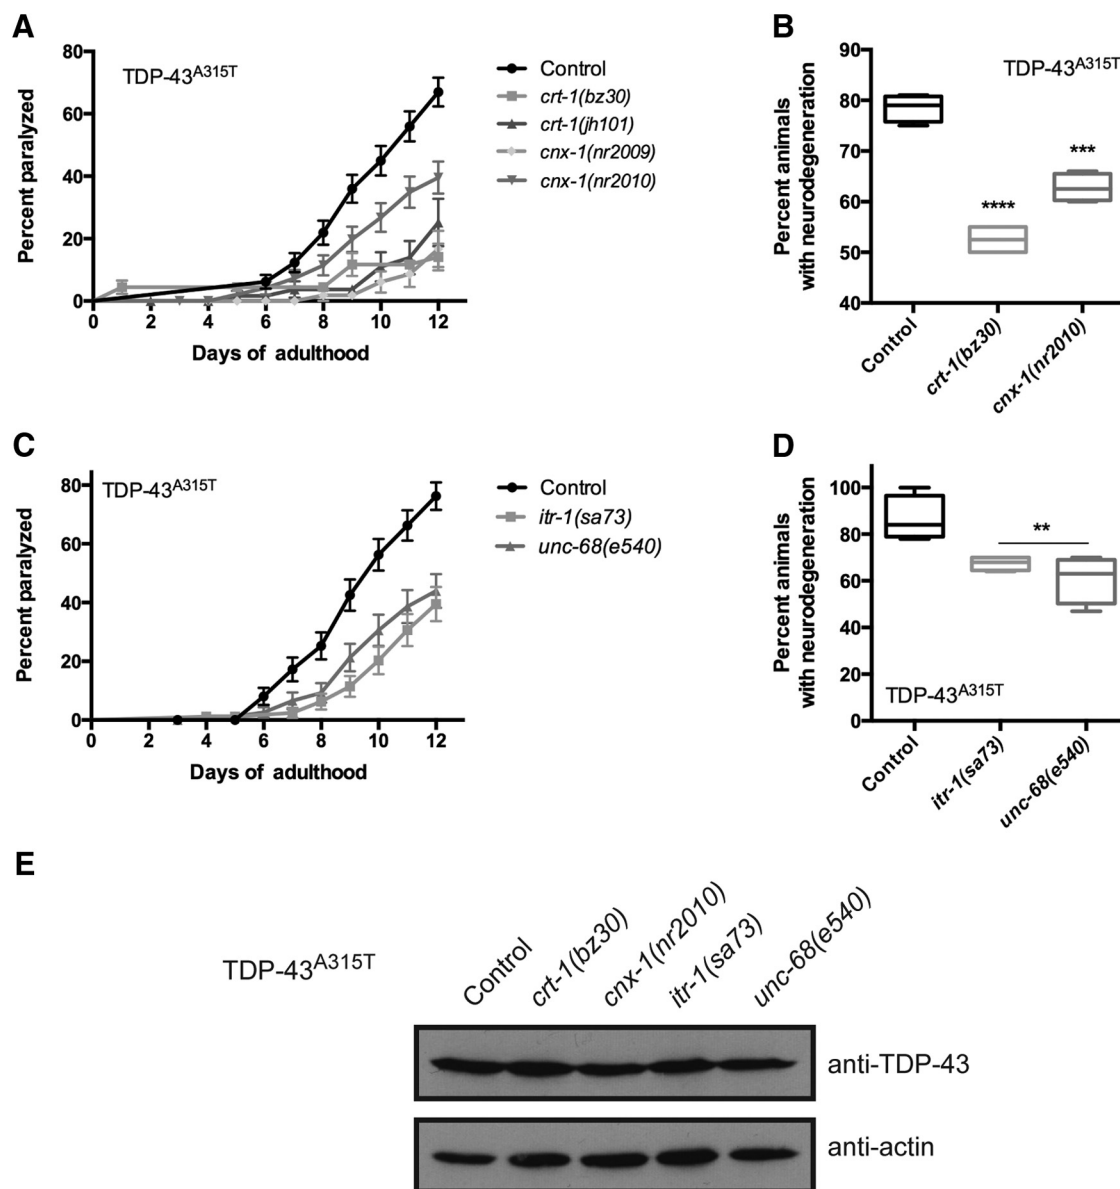 A
TDP-43A315T
Percent paralyzed
80
60
40
20
0
0 2 4 6 8 10 12
Days of adulthood
Control
crt-1(bz30)
crt-1(jh101)
cnx-1(nr2009)
cnx-1(nr2010)
B
TDP-43A315T
Percent animals
with neurodegeneration
90
80
70
60
50
40
****
***
Control
crt-1(bz30)
cnx-1(nr2010)
C
TDP-43A315T
Percent paralyzed
80
60
40
20
0
0 2 4 6 8 10 12
Days of adulthood
Control
itr-1(sa73)
unc-68(e540)
D
Percent animals
with neurodegeneration
100
80
60
40
20
0
**
TDP-43A315T
Control
itr-1(sa73)
unc-68(e540)
E
TDP-43A315T
Control
crt-1(bz30)
cnx-1(nr2010)
itr-1(sa73)
unc-68(e540)
anti-TDP-43
anti-actin